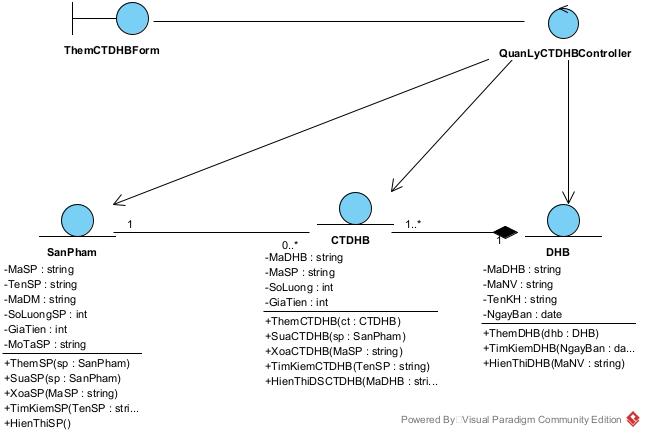 ThemCTDHBForm
QuanLyCTDHBController
SanPham
-MaSP : string
-TenSP : string
-MaDM : string
-SoLuongSP : int
-GiaTien : int
-MoTaSP : string
+ThemSP(sp : SanPham)
+SuaSP(sp : SanPham)
+XoaSP(MaSP : string)
+TimKiemSP(TenSP : stri...
+HienThiSP()
1
0..*
CTDHB
-MaDHB : string
-MaSP : string
-SoLuong : int
-GiaTien : int
+ThemCTDHB(ct : CTDHB)
+SuaCTDHB(sp : SanPham)
+XoaCTDHB(MaSP : string)
+TimKiemCTDHB(TenSP : string)
+HienThiDSCTDHB(MaDHB : stri...
1..*
1
DHB
-MaDHB : string
-MaNV : string
-TenKH : string
-NgayBan : date
+ThemDHB(dhb : DHB)
+TimKiemDHB(NgayBan : da...
+HienThiDHB(MaNV : string)
Powered By Visual Paradigm Community Edition